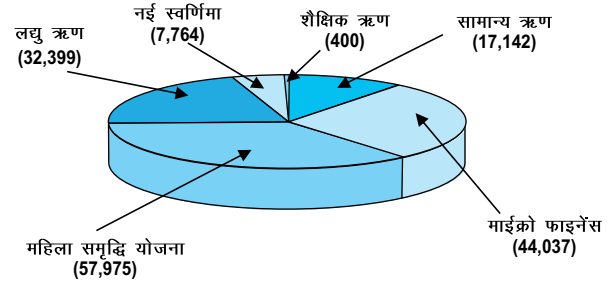 नई स्वर्णिमा
(7,764)
शैक्षिक ऋण
(400)
सामान्य ऋण
(17,142)
लद्यु ऋण
(32,399)
माईक्रो फाइनेंस
(44,037)
महिला समृद्धि योजना
(57,975)